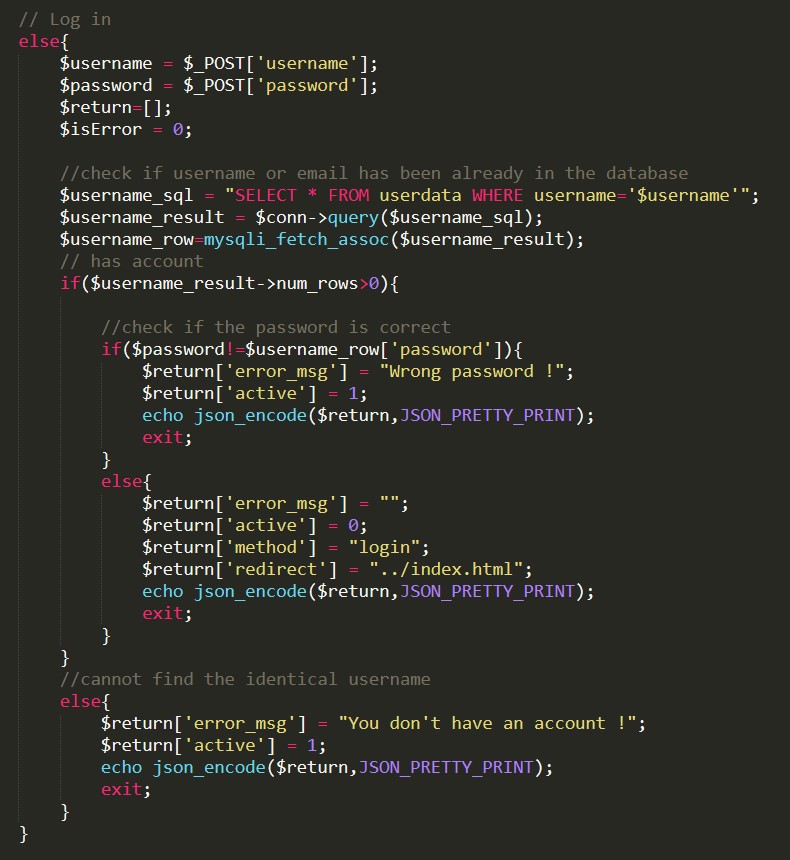 // Log in
else{
    $username = $_POST['username'];
    $password = $_POST['password'];
    $return=[];
    $isError = 0;

    //check if username or email has been already in the database
    $username_sql = "SELECT * FROM userdata WHERE username='$username'";
    $username_result = $conn->query($username_sql);
    $username_row=mysqli_fetch_assoc($username_result);
    // has account
    if($username_result->num_rows>0){

        //check if the password is correct
        if($password!=$username_row['password']){
            $return['error_msg'] = "Wrong password !";
            $return['active'] = 1;
            echo json_encode($return,JSON_PRETTY_PRINT);
            exit;
        }
        else{
            $return['error_msg'] = "";
            $return['active'] = 0;
            $return['method'] = "login";
            $return['redirect'] = "../index.html";
            echo json_encode($return,JSON_PRETTY_PRINT);
            exit;
        }
    }
    //cannot find the identical username
    else{
        $return['error_msg'] = "You don't have an account !";
        $return['active'] = 1;
        echo json_encode($return,JSON_PRETTY_PRINT);
        exit;
    }
}